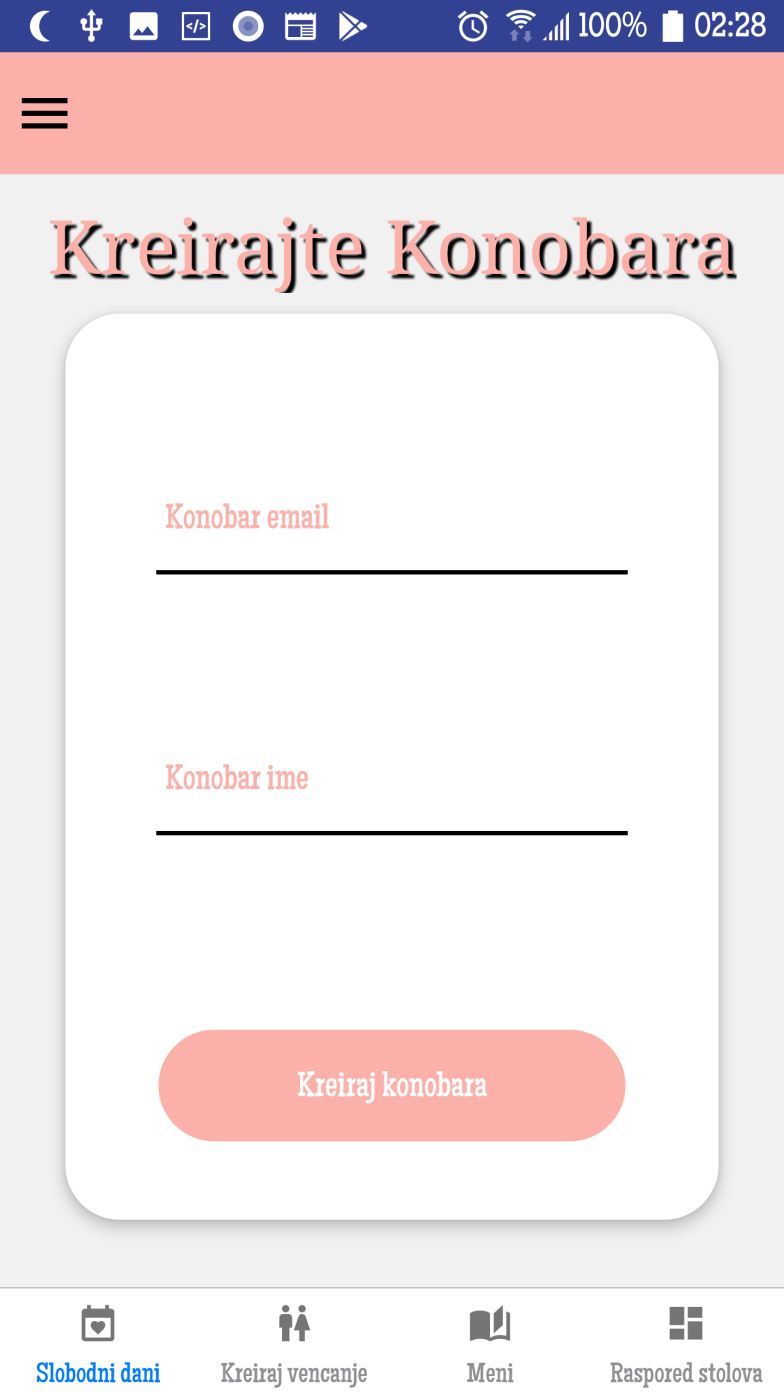 100% 02:28
Kreirajte Konobara
Konobar email
Konobar ime
Kreiraj konobara
Slobodni dani Kreiraj vencanje Meni Raspored stolova